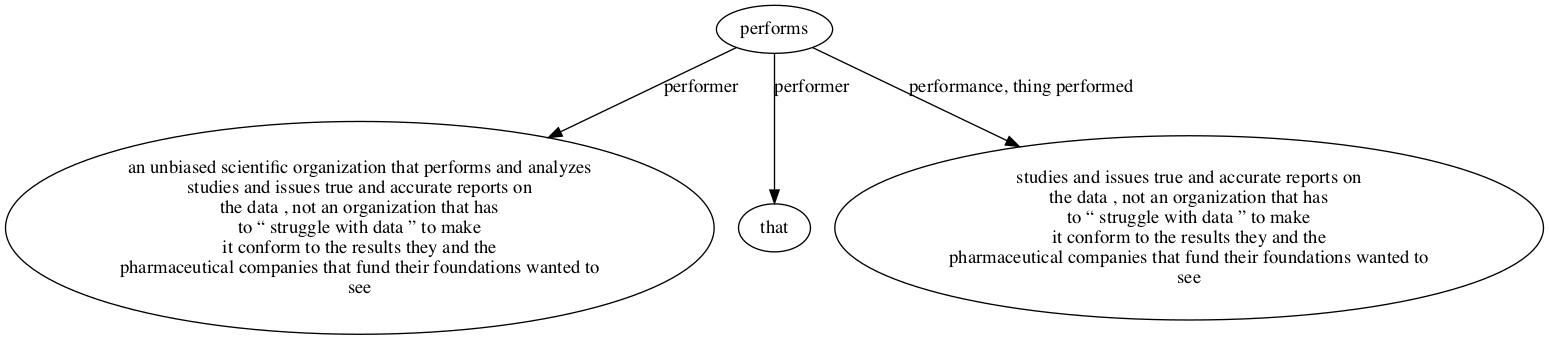 performs
performer
performer
performance, thing performed
an unbiased scientific organization that performs and analyzes
studies and issues true and accurate reports on
the data , not an organization that has
to “ struggle with data ” to make
it conform to the results they and the
pharmaceutical companies that fund their foundations wanted to
see
that
studies and issues true and accurate reports on
the data , not an organization that has
to “ struggle with data ” to make
it conform to the results they and the
pharmaceutical companies that fund their foundations wanted to
see